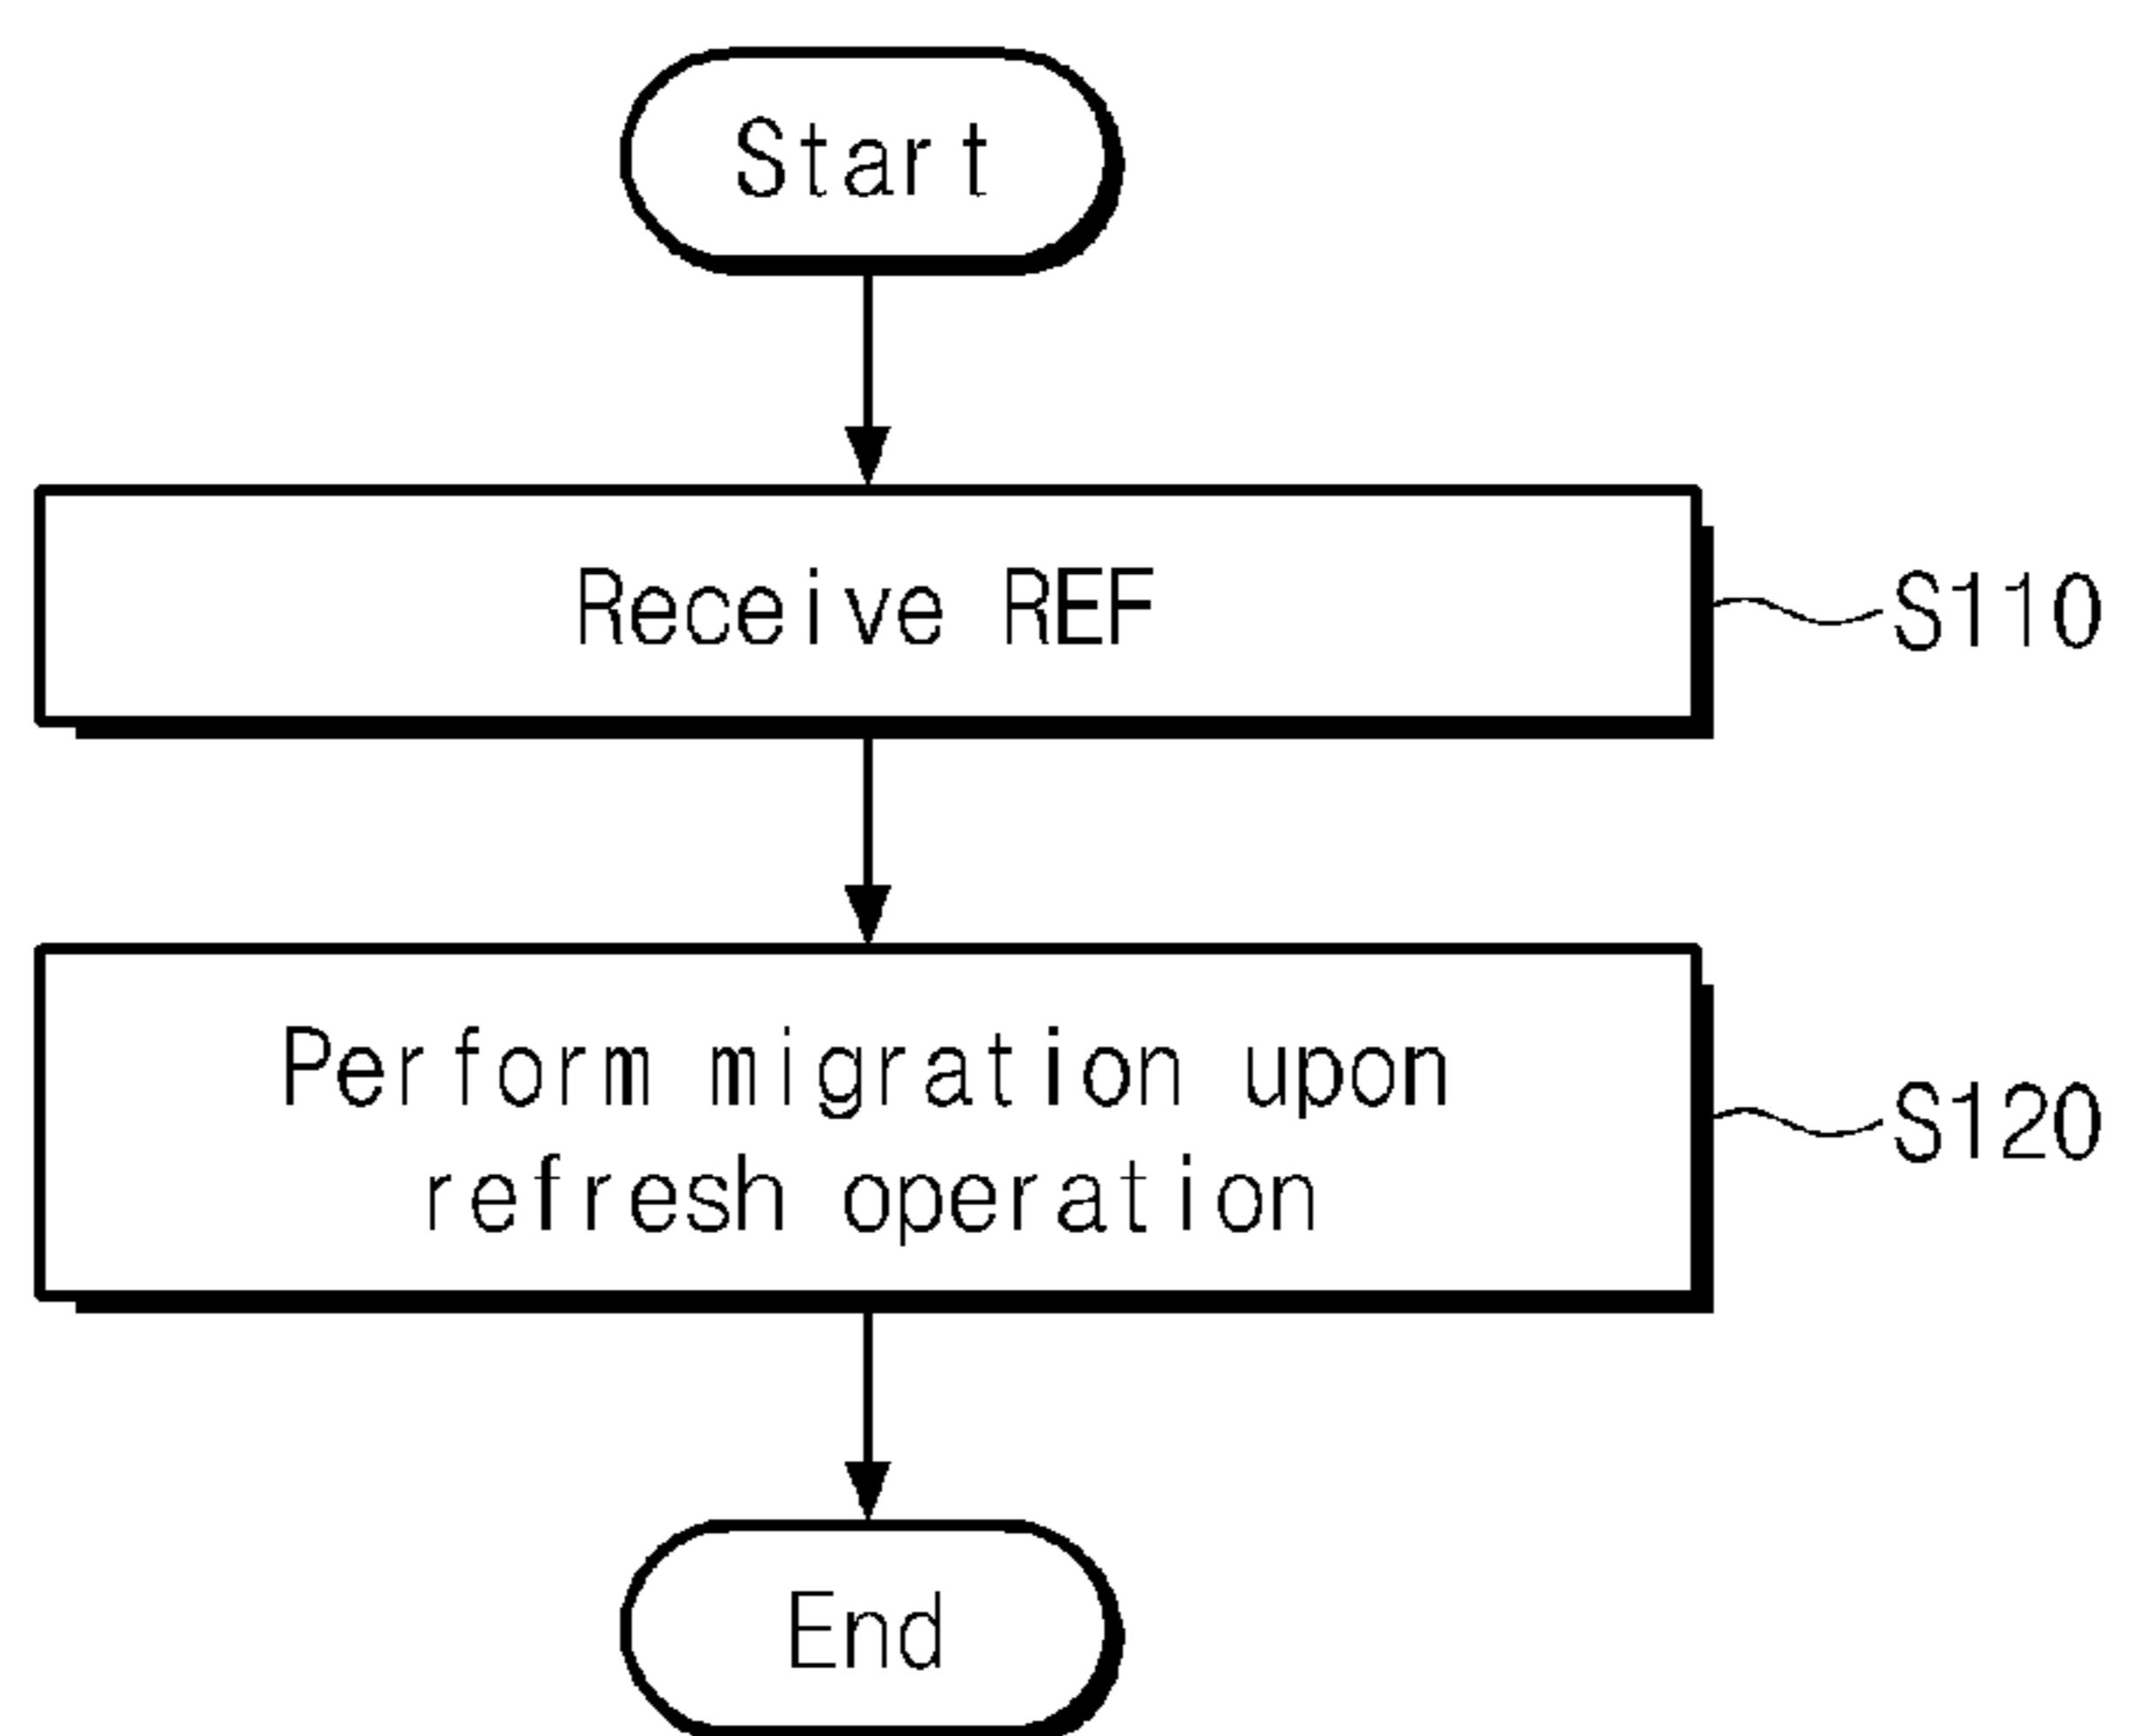 Start
Receive REF
S110
Perform migration upon
refresh operation
S120
End